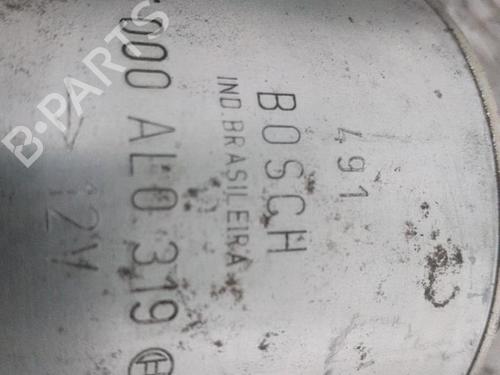 491
BOSCH
IND.BRASILEIRA
000 AL0 319
12V
B-PARTS